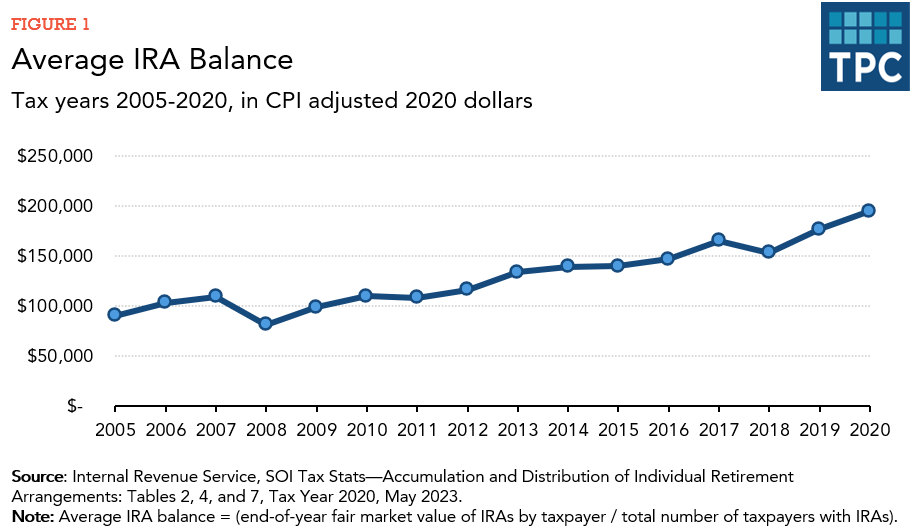 FIGURE 1
TPC
Average IRA Balance
Tax years 2005-2020, in CPI adjusted 2020 dollars
$250,000
$200,000
$150,000
$100,000
$50,000
$-
2005 2006 2007 2008 2009 2010 2011 2012 2013 2014 2015 2016 2017 2018 2019 2020
Source: Internal Revenue Service, SOI Tax Stats—Accumulation and Distribution of Individual Retirement
Arrangements: Tables 2, 4, and 7, Tax Year 2020, May 2023.
Note: Average IRA balance = (end-of-year fair market value of IRAs by taxpayer / total number of taxpayers with IRAs).